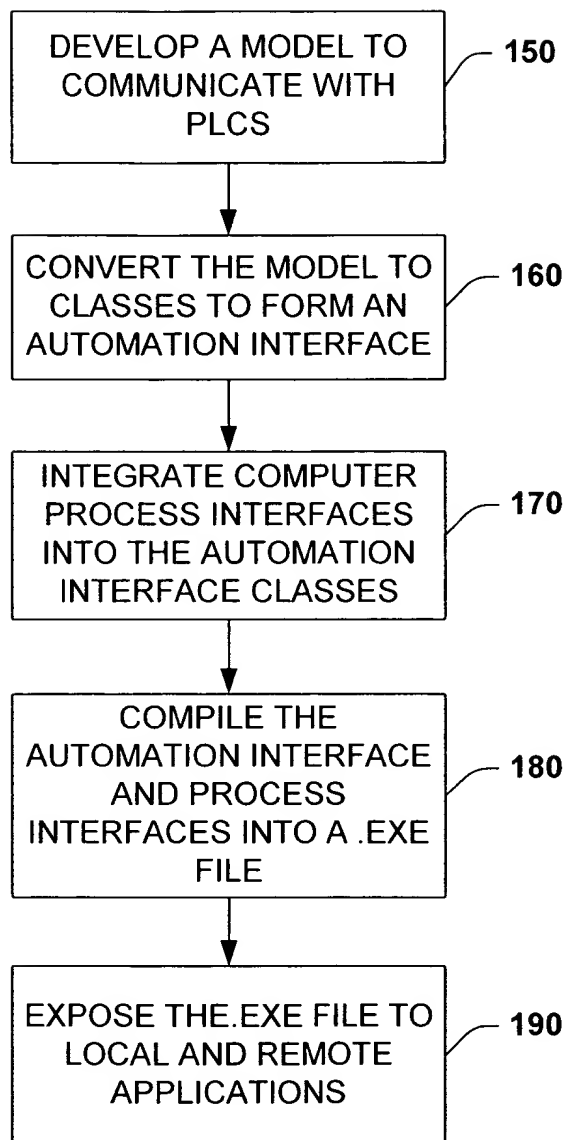 DEVELOP A MODEL TO
COMMUNICATE WITH
PLCS
150
CONVERT THE MODEL TO
CLASSES TO FORM AN
AUTOMATION INTERFACE
160
INTEGRATE COMPUTER
PROCESS INTERFACES
INTO THE AUTOMATION
INTERFACE CLASSES
170
COMPILE THE
AUTOMATION INTERFACE
AND PROCESS
INTERFACES INTO A .EXE
FILE
180
EXPOSE THE.EXE FILE TO
LOCAL AND REMOTE
APPLICATIONS
190